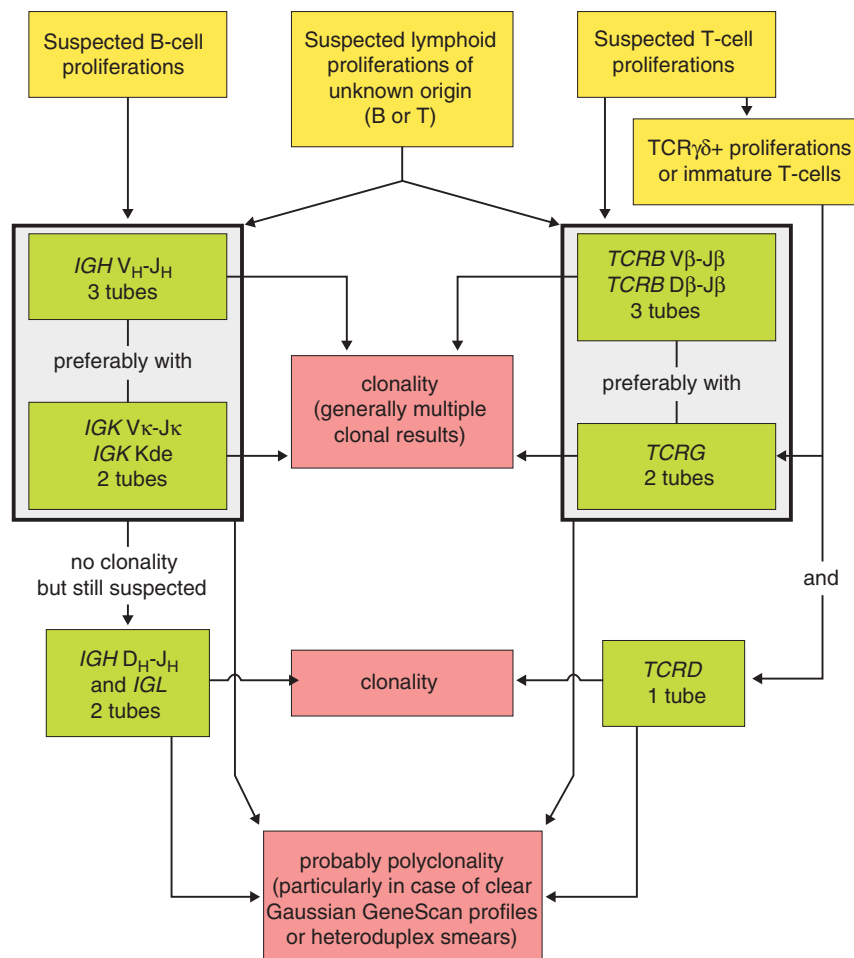 Suspected B-cell
proliferations
Suspected lymphoid
proliferations of
unknown origin
(B or T)
Suspected T-cell
proliferations
TCRγδ+ proliferations
or immature T-cells
IGH V_H-J_H
3 tubes
preferably with
IGK Vκ-Jκ
IGK Kde
2 tubes
clonality
(generally multiple
clonal results)
TCRB Vβ-Jβ
TCRB Dβ-Jβ
3 tubes
preferably with
TCRG
2 tubes
no clonality
but still suspected
and
IGH D_H-J_H
and IGL
2 tubes
clonality
TCRD
1 tube
probably polyclonality
(particularly in case of clear
Gaussian GeneScan profiles
or heteroduplex smears)